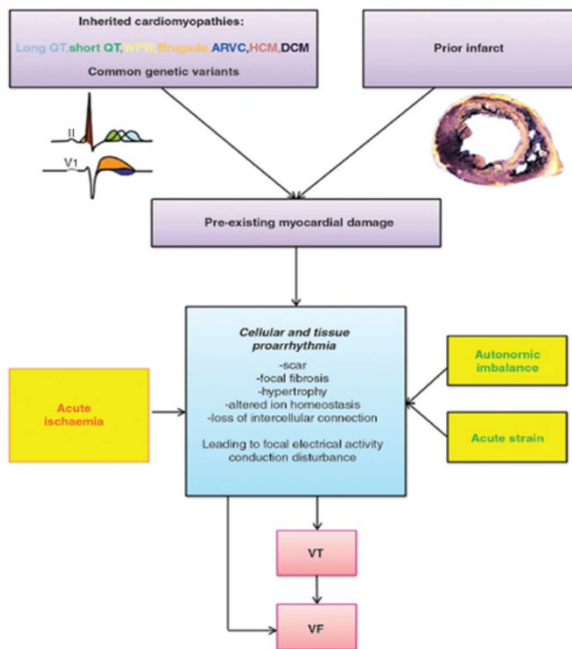 Inherited cardiomyopathies:
Long QT,short QT,WPW,Brugada,ARVC,HCM,DCM
Common genetic variants
Prior infarct
II
V1
Pre-existing myocardial damage
Cellular and tissue
proarrhythmia
-scar
-focal fibrosis
-hypertrophy
-altered ion homeostasis
-loss of intercellular connection
Leading to focal electrical activity
conduction disturbance
Acute
ischaemia
Autonornic
imbalance
Acute strain
VT
VF